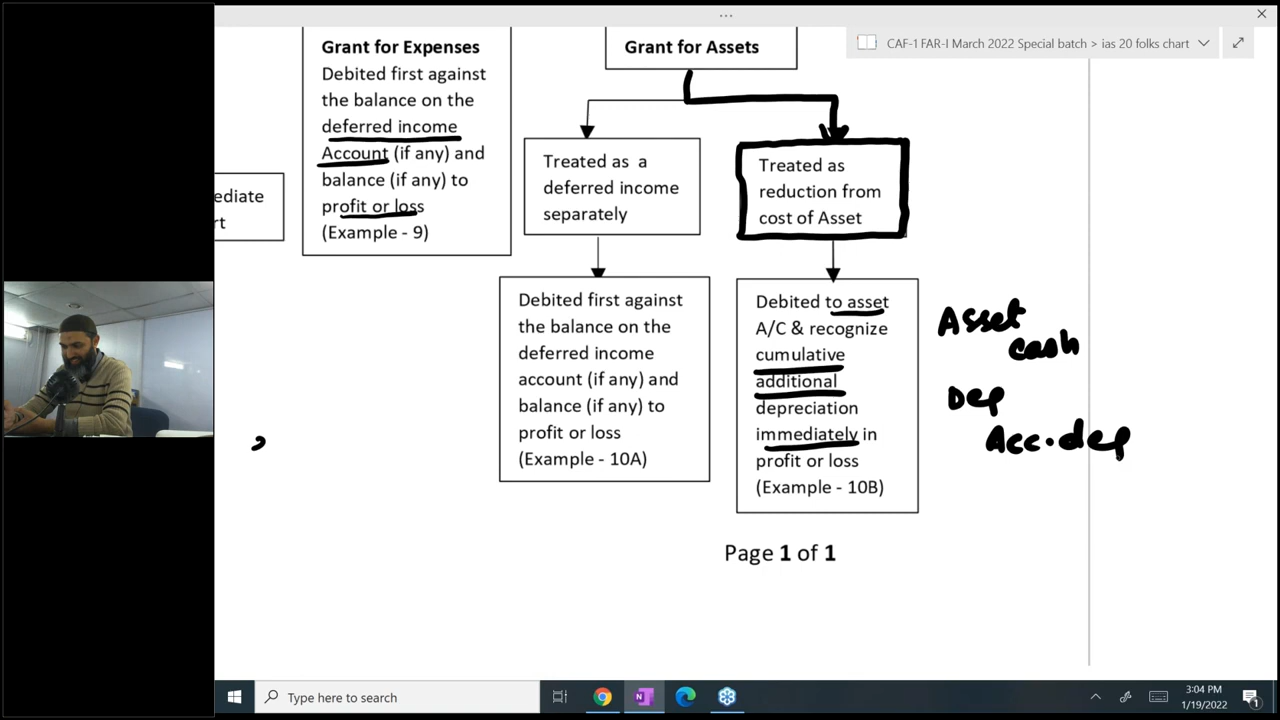 ...
CAF-1 FAR-I March 2022 Special batch > ias 20 folks chart
Grant for Expenses
Debited first against
the balance on the
deferred income
Account (if any) and
balance (if any) to
profit or loss
(Example - 9)
Grant for Assets
ediate
rt
Treated as a
deferred income
separately
Treated as
reduction from
cost of Asset
Debited first against
the balance on the
deferred income
account (if any) and
balance (if any) to
profit or loss
(Example - 10A)
Debited to asset
A/C & recognize
cumulative
additional
depreciation
immediately in
profit or loss
(Example - 10B)
Asset
cash
Dep
Acc.dep
Page 1 of 1
Type here to search
3:04 PM
1/19/2022
1